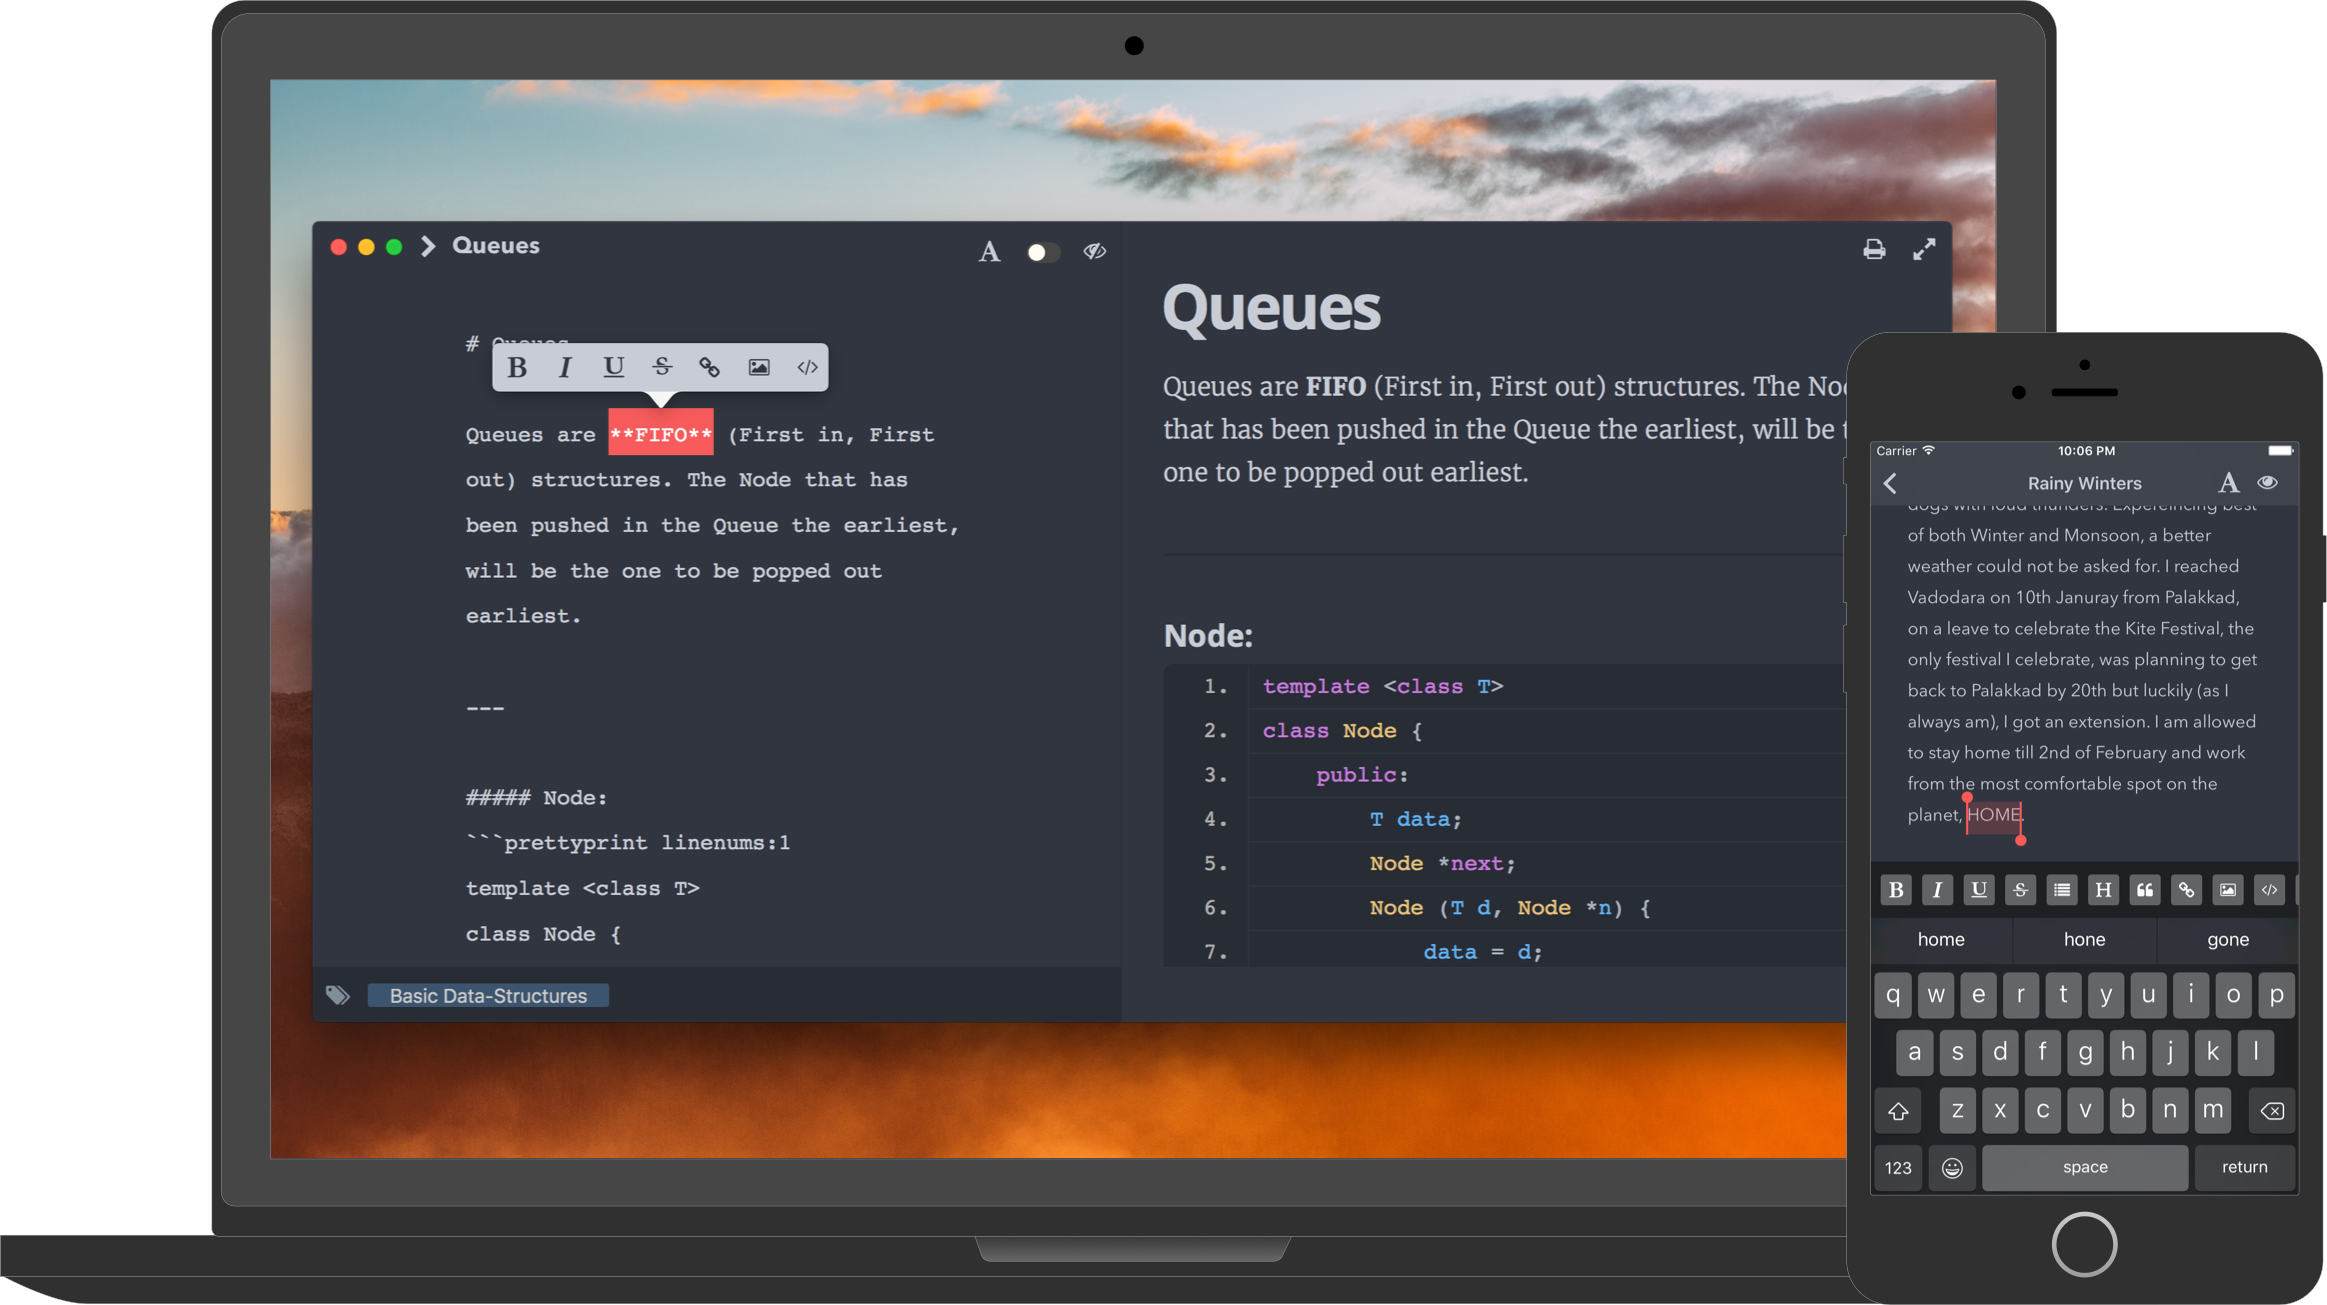 Queues
A
# Queues
B I U S </>
Queues are **FIFO** (First in, First
out) structures. The Node that has
been pushed in the Queue the earliest,
will be the one to be popped out
earliest.
---
##### Node:
```prettyprint linenums:1
template <class T>
class Node {
Basic Data-Structures
Queues
Queues are FIFO (First in, First out) structures. The
that has been pushed in the Queue the earliest, will be
one to be popped out earliest.
Node:
1. template <class T>
2. class Node {
3. public:
4. T data;
5. Node *next;
6. Node (T d, Node *n) {
7. data = d;
Carrier 10:06 PM
Rainy Winters A
dogs with loud thunders. Expereincing best
of both Winter and Monsoon, a better
weather could not be asked for. I reached
Vadodara on 10th Januray from Palakkad,
on a leave to celebrate the Kite Festival, the
only festival I celebrate, was planning to get
back to Palakkad by 20th but luckily (as I
always am), I got an extension. I am allowed
to stay home till 2nd of February and work
from the most comfortable spot on the
planet, HOME.
B I U S H </>
home hone gone
q w e r t y u i o p
a s d f g h j k l
z x c v b n m
123 space return